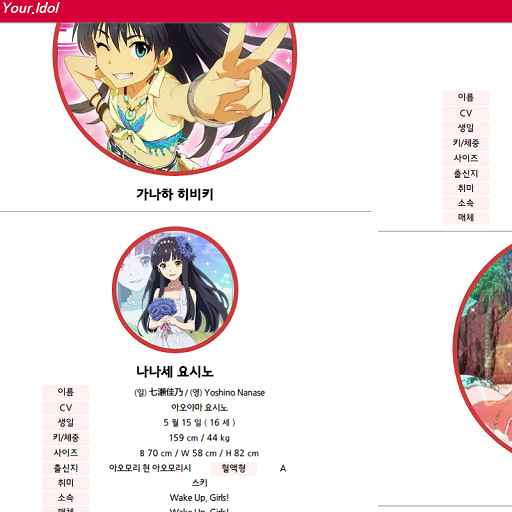 Your,Idol
가나하 히비키
나나세 요시노
이름 (일) 七瀬佳乃 / (영) Yoshino Nanase
CV 아오야마 요시노
생일 5 월 15 일 ( 16 세 )
키/체중 159 cm / 44 kg
사이즈 B 70 cm / W 58 cm / H 82 cm
출신지 아오모리 현 아오모리시 혈액형 A
취미 스키
소속 Wake Up, Girls!
매체 Wake Up, Girls!
이름
CV
생일
키/체중
사이즈
출신지
취미
소속
매체